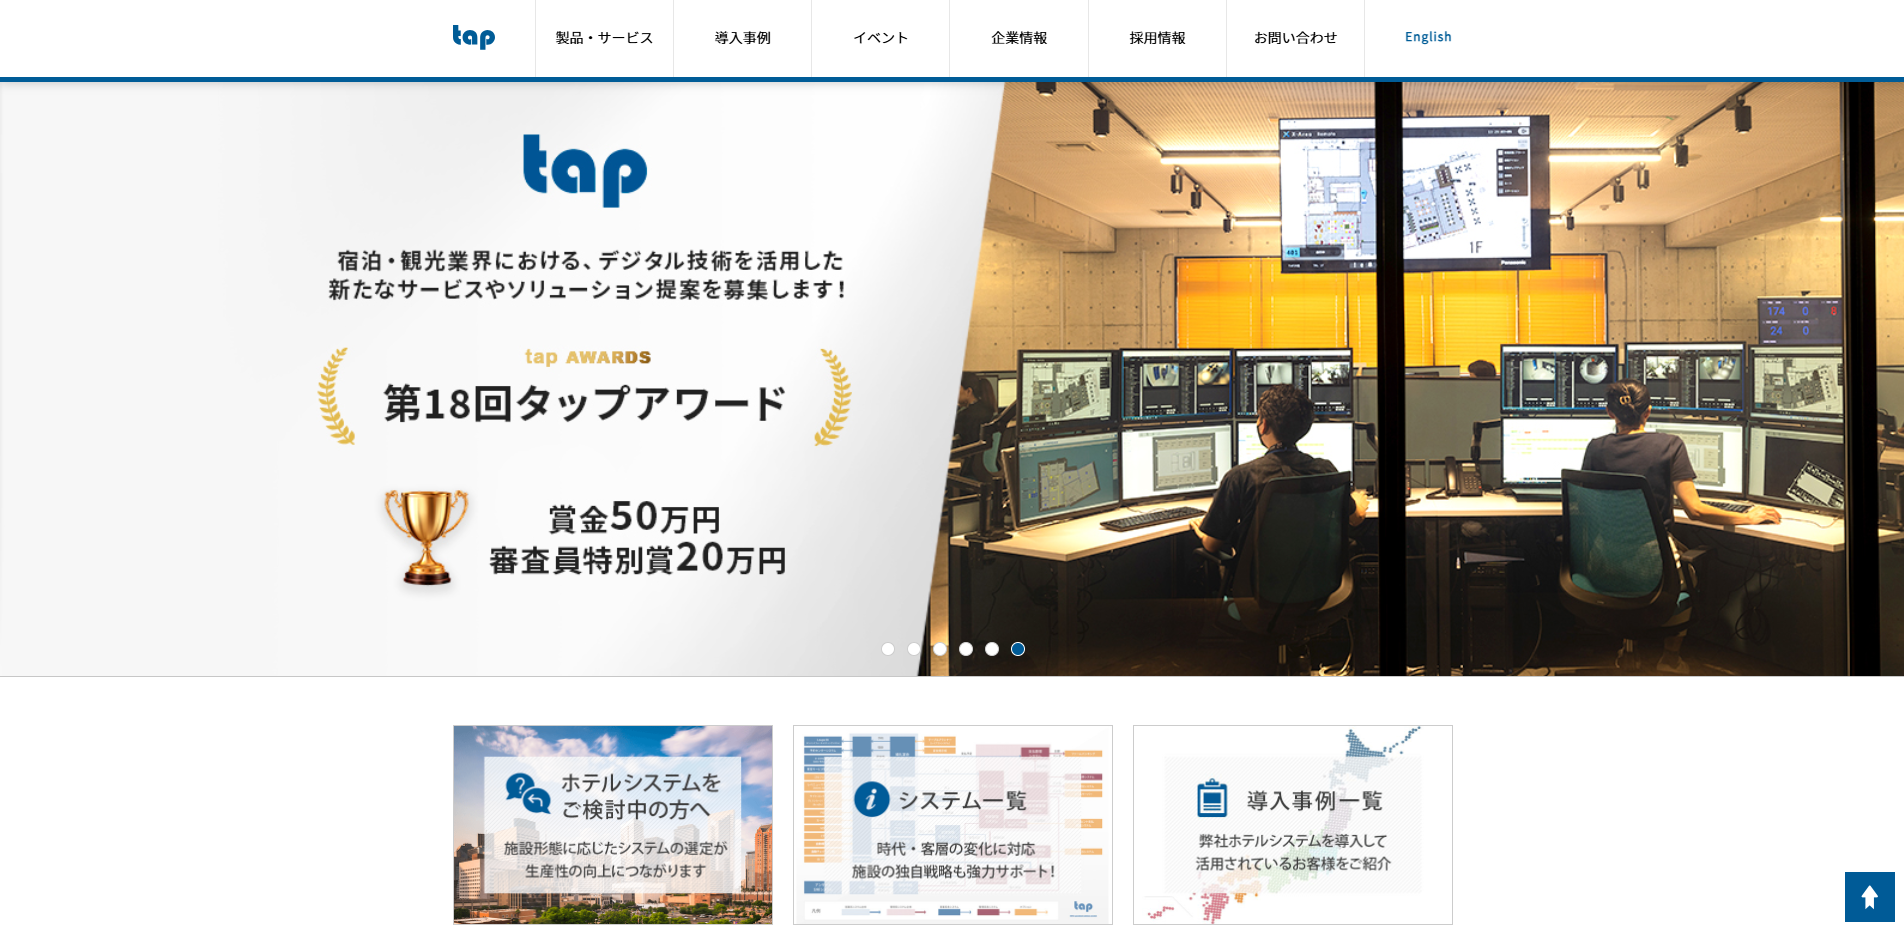 tap
製品・サービス
導入事例
イベント
企業情報
採用情報
お問い合わせ
English
tap
宿泊・観光業界における、デジタル技術を活用した
新たなサービスやソリューション提案を募集します！
tap AWARDS
第18回タップアワード
賞金50万円
審査員特別賞20万円
1F
Panasonic
174 0
24 0
ホテルシステムを
ご検討中の方へ
施設形態に応じたシステムの選定が
生産性の向上につながります
システム一覧
時代・客層の変化に対応
施設の独自戦略も強力サポート！
tap
導入事例一覧
弊社ホテルシステムを導入して
活用されているお客様をご紹介